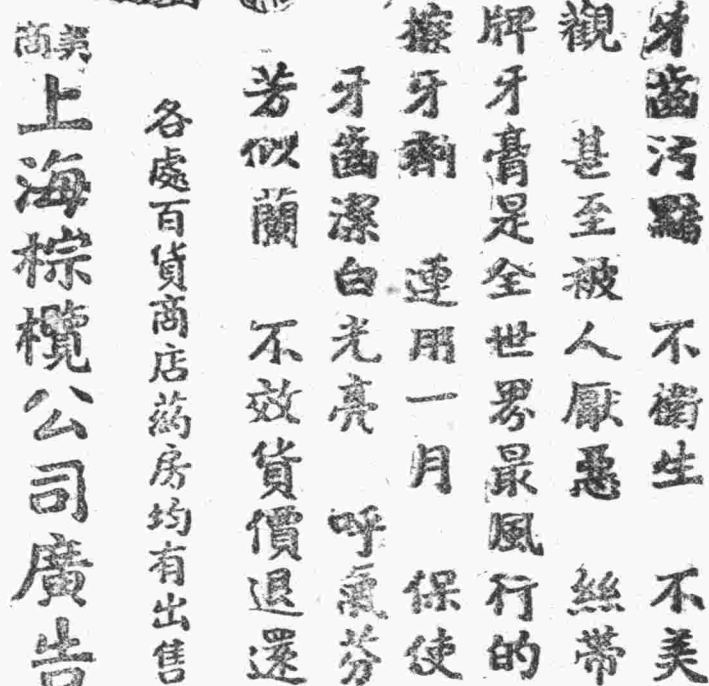 牙齒污黯 不衛生 不美
觀 甚至被人厭惡 絲帶
牌牙膏是全世界最風行的
擦牙劑 連用一月 保使
牙齒潔白光亮 呼氣芬
芳似蘭 不效貨價退還
各處百貨商店藥房均有出售
美商
上海棕欖公司廣告